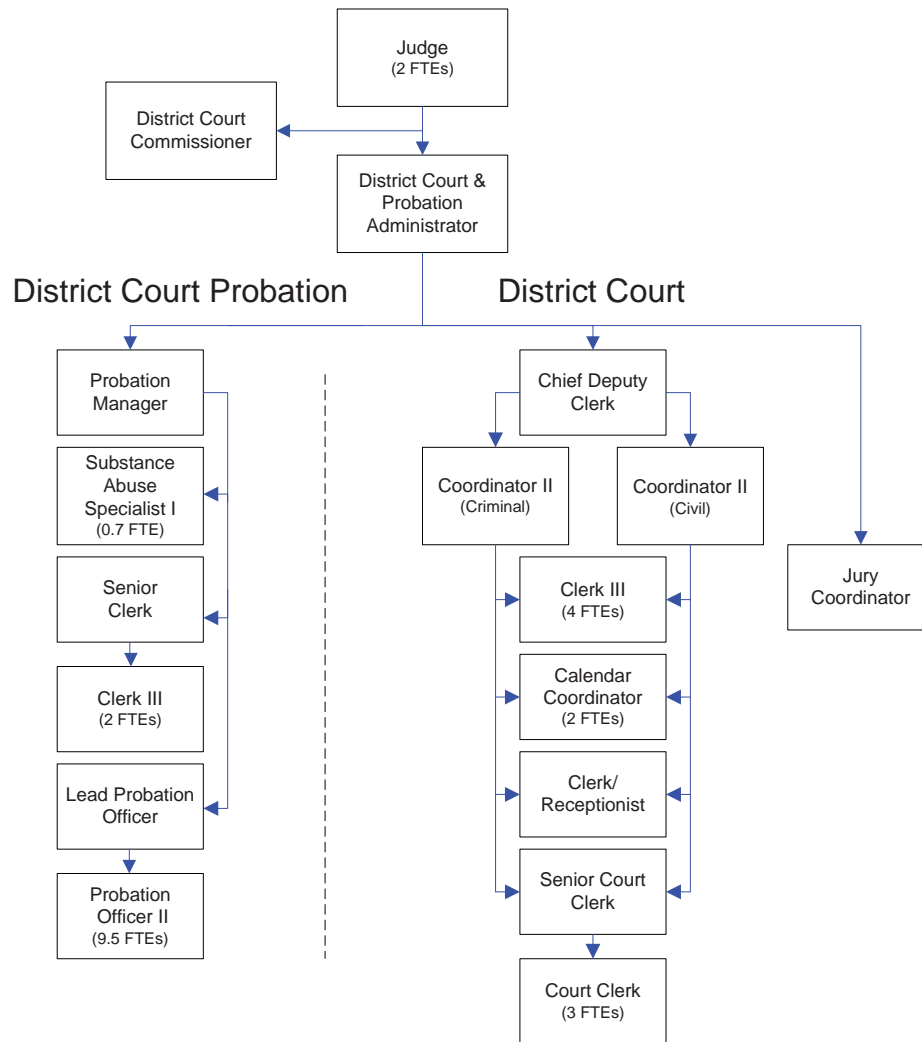 Judge
(2 FTEs)
District Court
Commissioner
District Court &
Probation
Administrator
District Court Probation
District Court
Probation
Manager
Substance
Abuse
Specialist I
(0.7 FTE)
Senior
Clerk
Clerk III
(2 FTEs)
Lead Probation
Officer
Probation
Officer II
(9.5 FTEs)
Chief Deputy
Clerk
Coordinator II
(Criminal)
Coordinator II
(Civil)
Clerk III
(4 FTEs)
Calendar
Coordinator
(2 FTEs)
Clerk/
Receptionist
Senior Court
Clerk
Court Clerk
(3 FTEs)
Jury
Coordinator